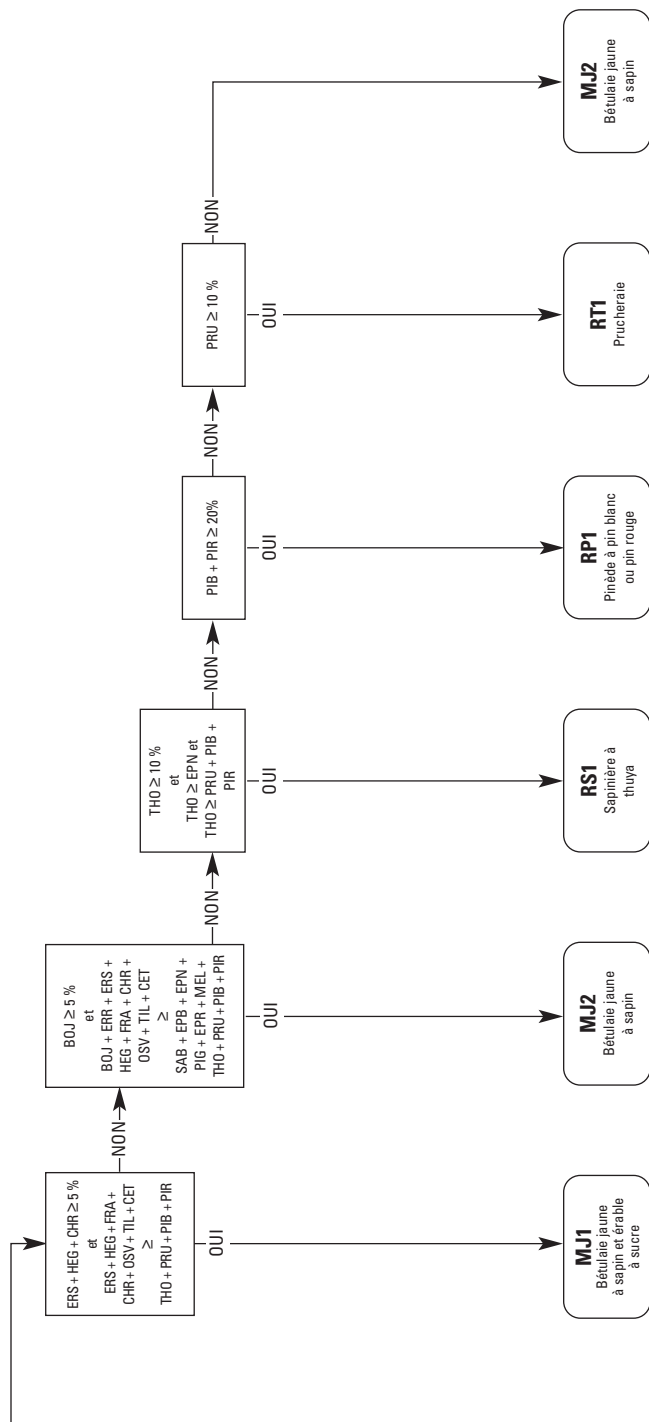 ERS + HEG + CHR ≥ 5 %
et
ERS + HEG + FRA +
CHR + OSV + TIL + CET
≥
THO + PRU + PIB + PIR
NON
OUI
MJ1
Bétulaie jaune
à sapin et érable
à sucre
BOJ ≥ 5 %
et
BOJ + ERR + ERS +
HEG + FRA + CHR +
OSV + TIL + CET
≥
SAB + EPB + EPN +
PIG + EPR + MEL +
THO + PRU + PIB + PIR
NON
OUI
MJ2
Bétulaie jaune
à sapin
THO ≥ 10 %
et
THO ≥ EPN et
THO ≥ PRU + PIB +
PIR
NON
OUI
RS1
Sapinière à
thuya
PIB + PIR ≥ 20%
NON
OUI
RP1
Pinède à pin blanc
ou pin rouge
PRU ≥ 10 %
NON
OUI
RT1
Prucheraie
MJ2
Bétulaie jaune
à sapin